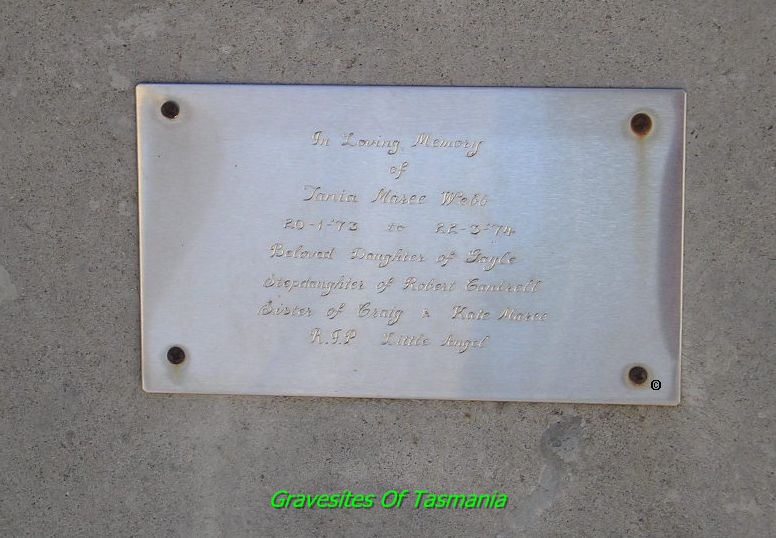 In Loving Memory
of
Tania Maree Webb
20-1-'73 to 22-3-'74
Beloved Daughter of Gayle
Stepdaughter of Robert Cantrell
Sister of Craig & Kate Maree
R.I.P Little Angel
©
Gravesites Of Tasmania